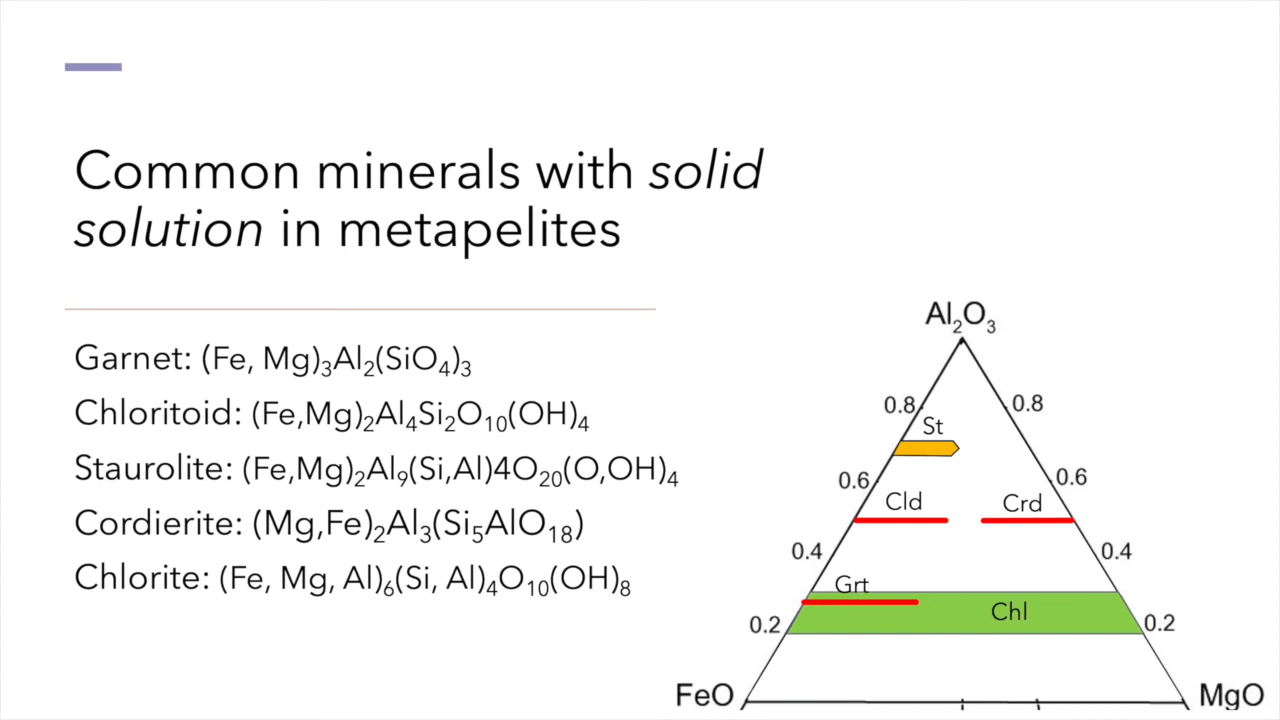 Common minerals with solid
solution in metapelites
Garnet: (Fe, Mg)₃Al₂(SiO₄)₃
Chloritoid: (Fe,Mg)₂Al₄Si₂O₁₀(OH)₄
Staurolite: (Fe,Mg)₂Al₉(Si,Al)4O₂₀(O,OH)₄
Cordierite: (Mg,Fe)₂Al₃(Si₅AlO₁₈)
Chlorite: (Fe, Mg, Al)₆(Si, Al)₄O₁₀(OH)₈
Al₂O₃
0.8 0.8
St
0.6 0.6
Cld Crd
0.4 0.4
Grt
Chl
0.2 0.2
FeO MgO